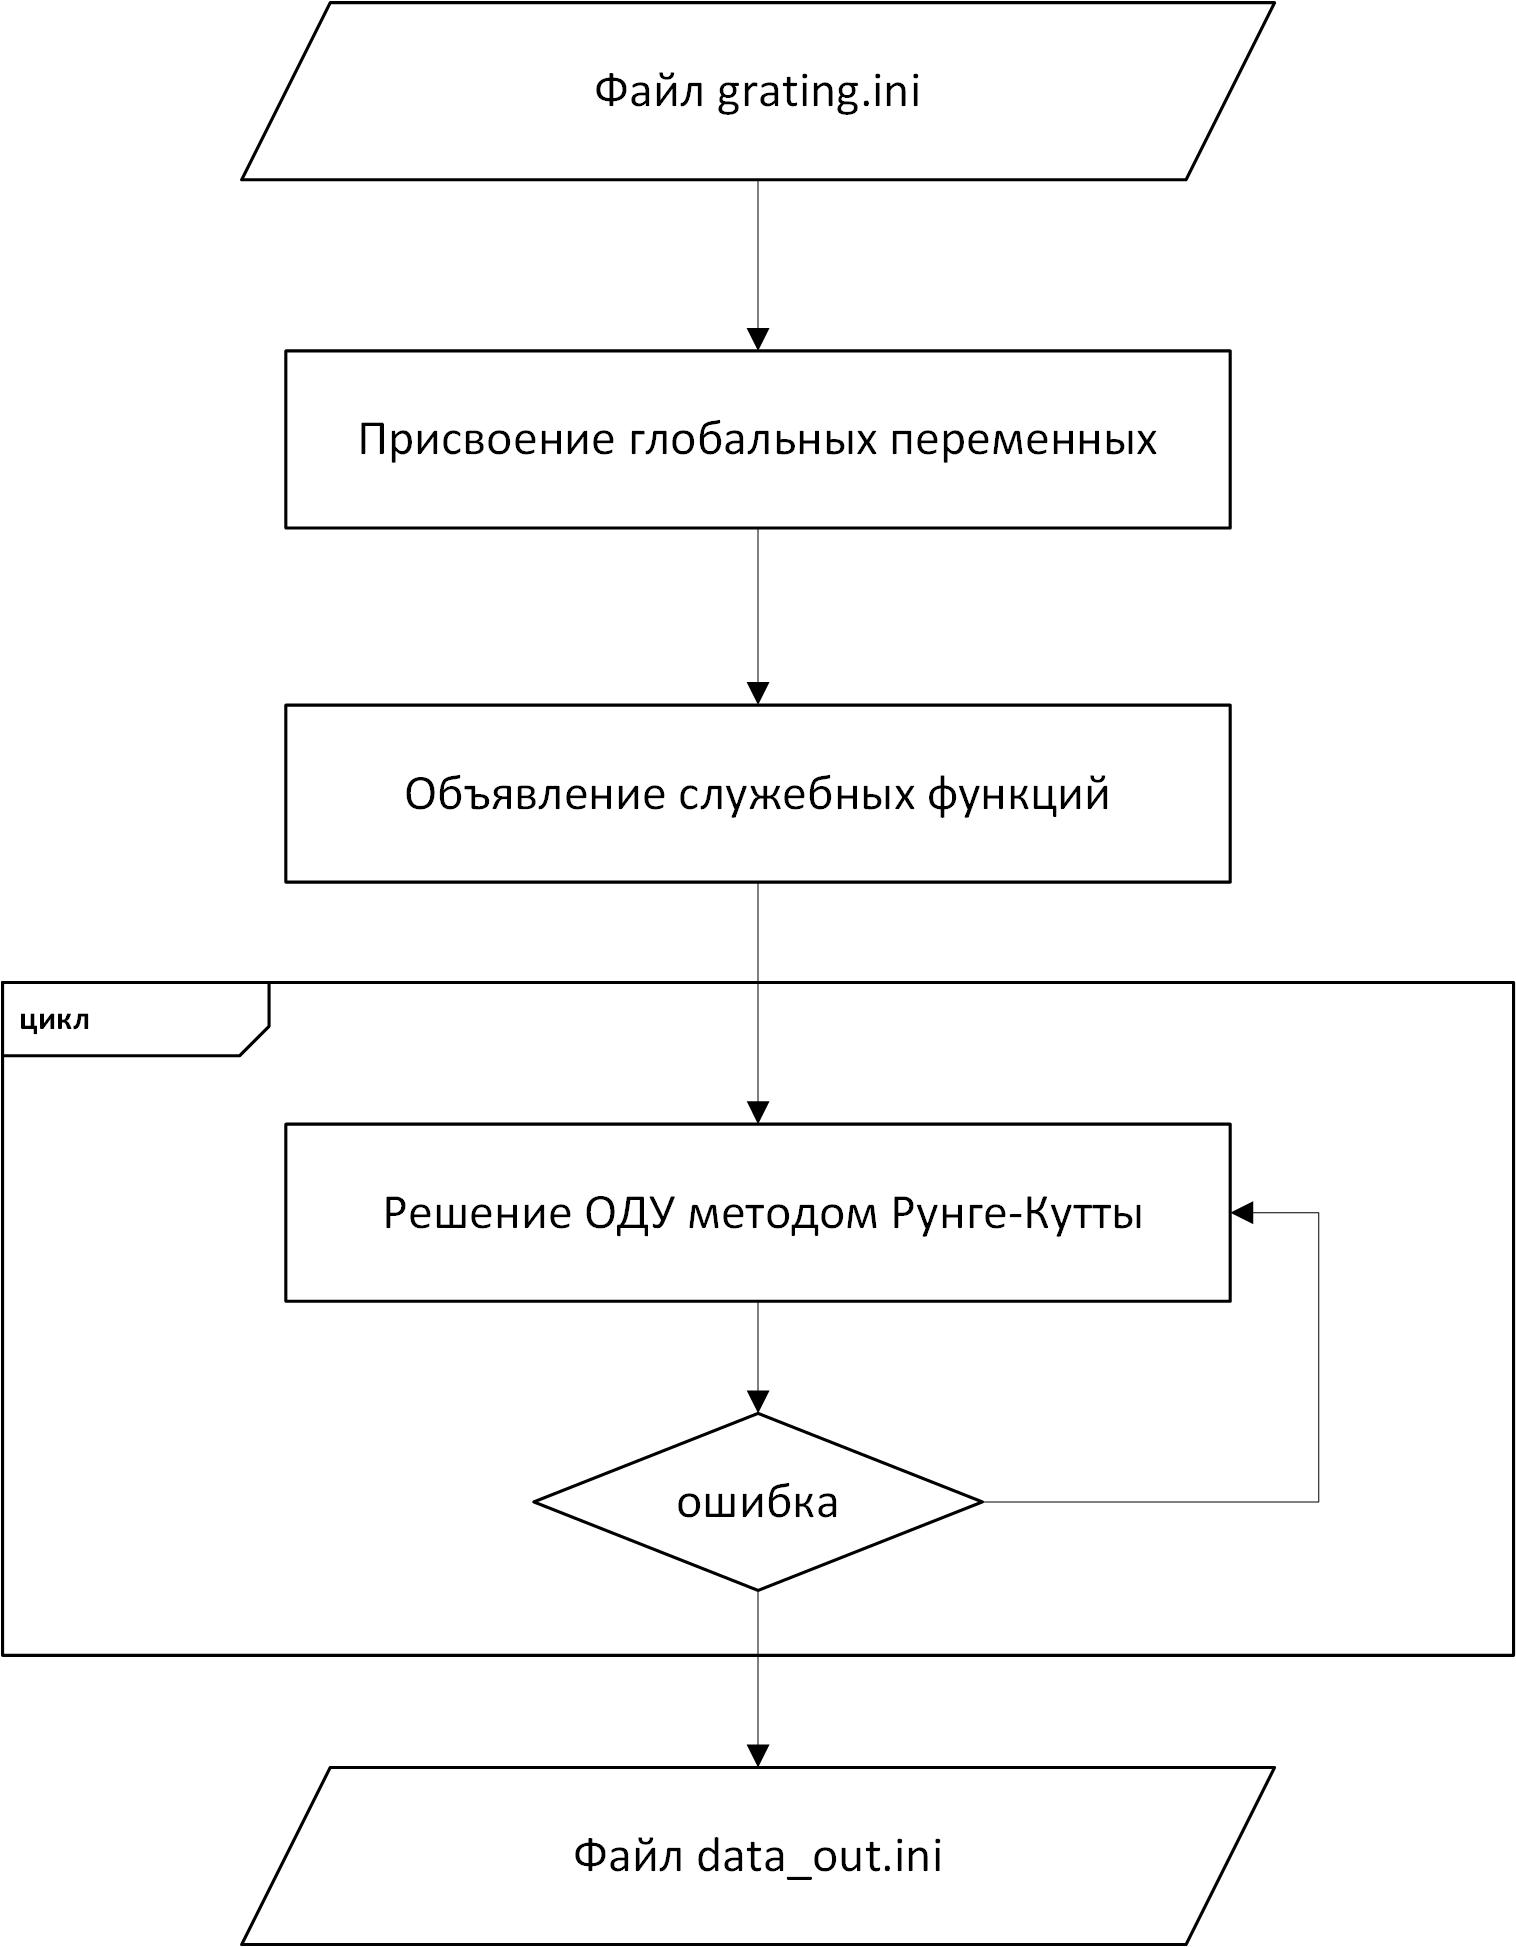 Файл grating.ini
Присвоение глобальных переменных
Объявление служебных функций
цикл
Решение ОДУ методом Рунге-Кутты
ошибка
Файл data_out.ini